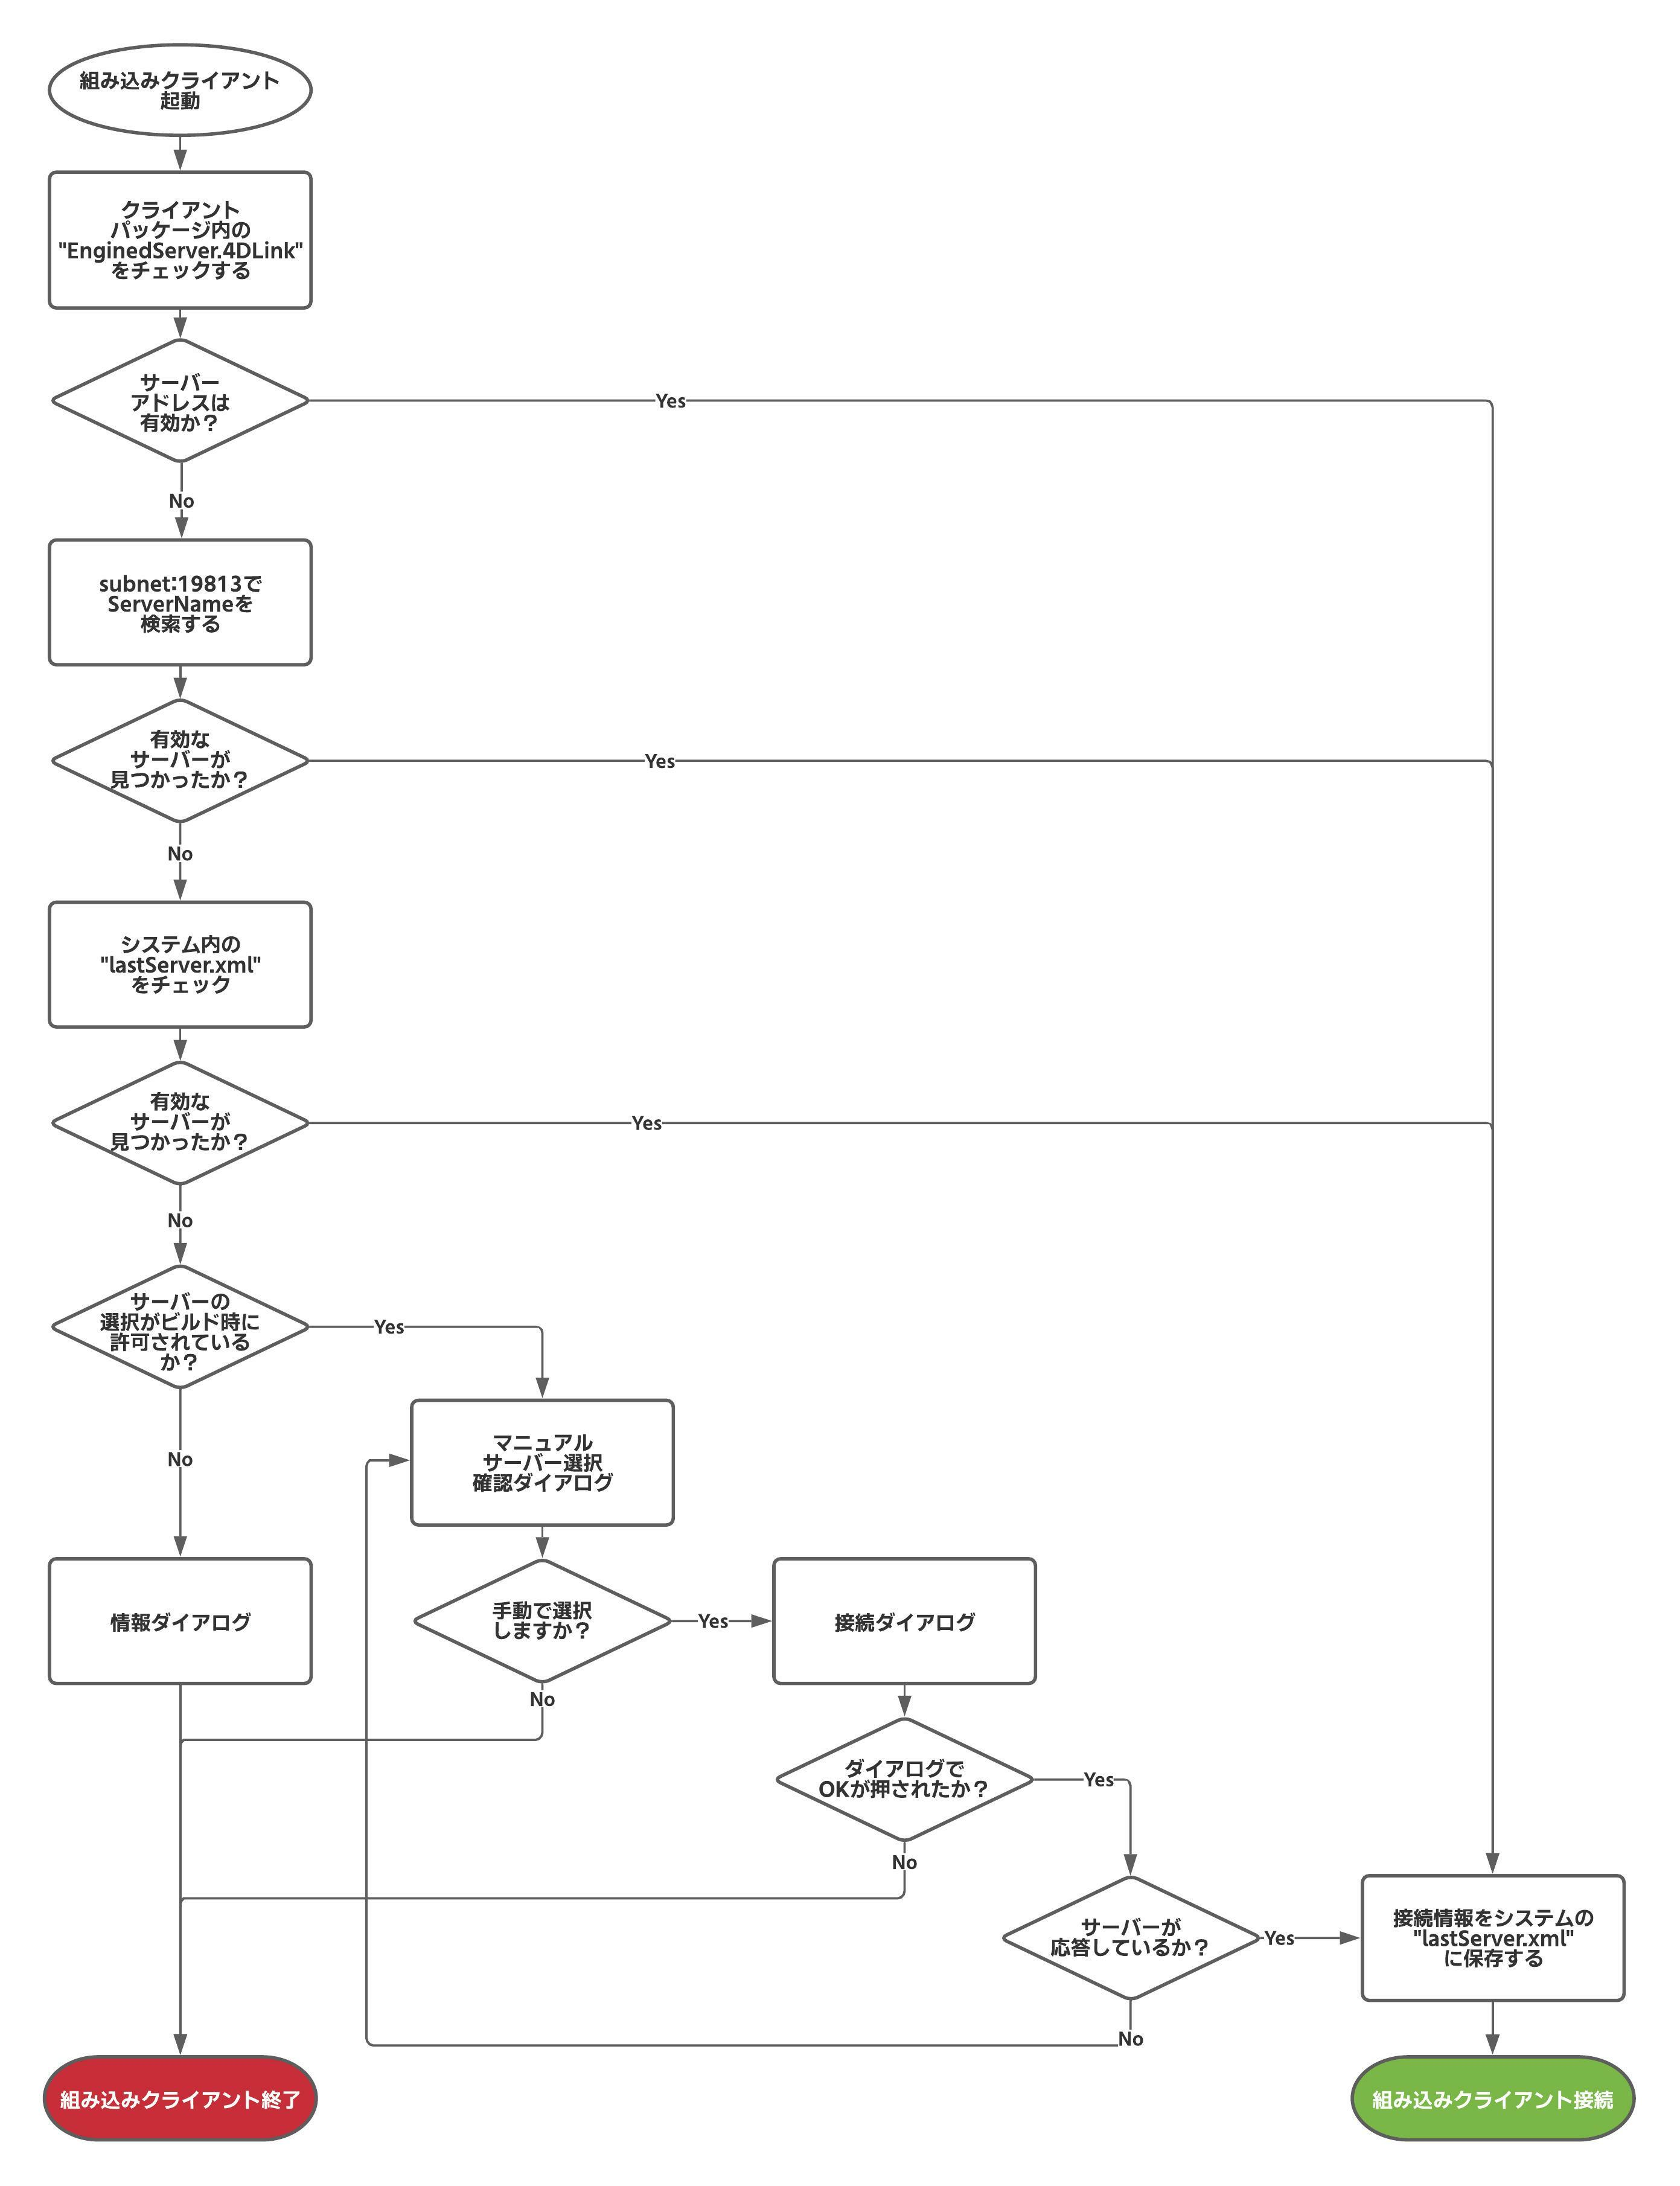 組み込みクライアント
起動
クライアント
パッケージ内の
"EnginedServer.4DLink"
をチェックする
サーバー
アドレスは
有効か？
Yes
No
subnet:19813で
ServerNameを
検索する
有効な
サーバーが
見つかったか？
Yes
No
システム内の
"lastServer.xml"
をチェック
有効な
サーバーが
見つかったか？
Yes
No
サーバーの
選択がビルド時に
許可されている
か？
Yes
No
マニュアル
サーバー選択
確認ダイアログ
情報ダイアログ
手動で選択
しますか？
Yes
No
接続ダイアログ
ダイアログで
OKが押されたか？
Yes
No
サーバーが
応答しているか？
Yes
No
接続情報をシステムの
"lastServer.xml"
に保存する
組み込みクライアント終了
組み込みクライアント接続